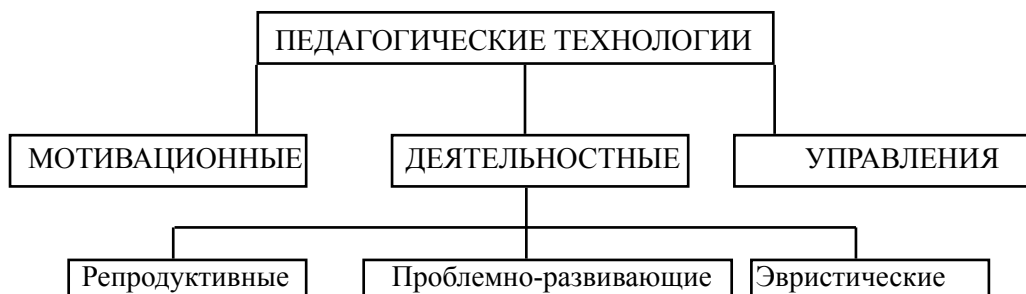 ПЕДАГОГИЧЕСКИЕ ТЕХНОЛОГИИ
МОТИВАЦИОННЫЕ ДЕЯТЕЛЬНОСТНЫЕ УПРАВЛЕНИЯ
Репродуктивные Проблемно-развивающие Эвристические